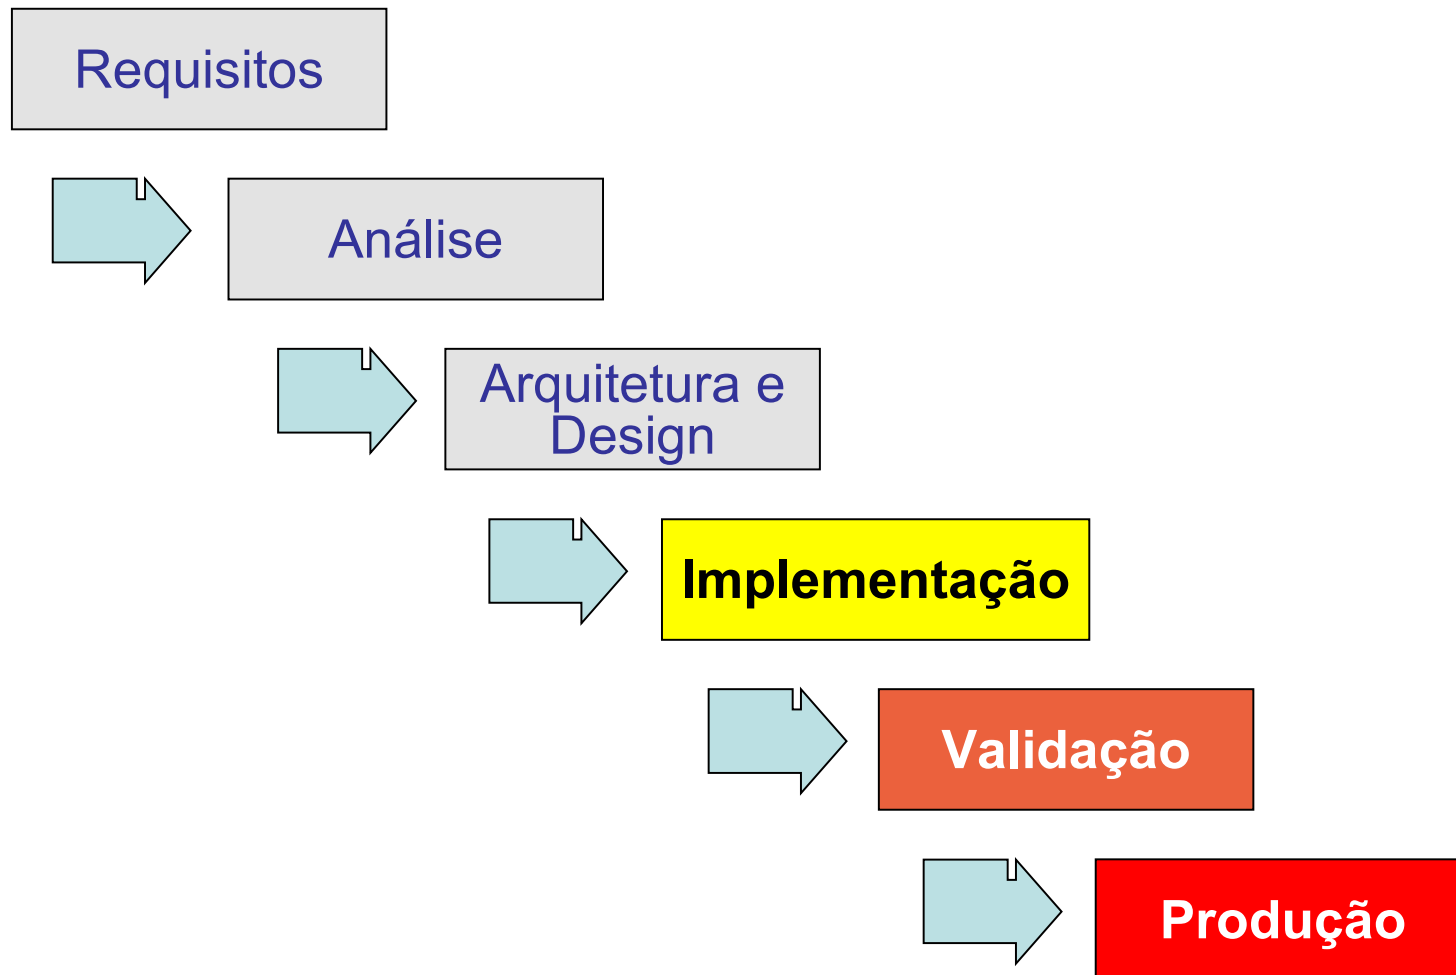 Requisitos
Análise
Arquitetura e
Design
Implementação
Validação
Produção